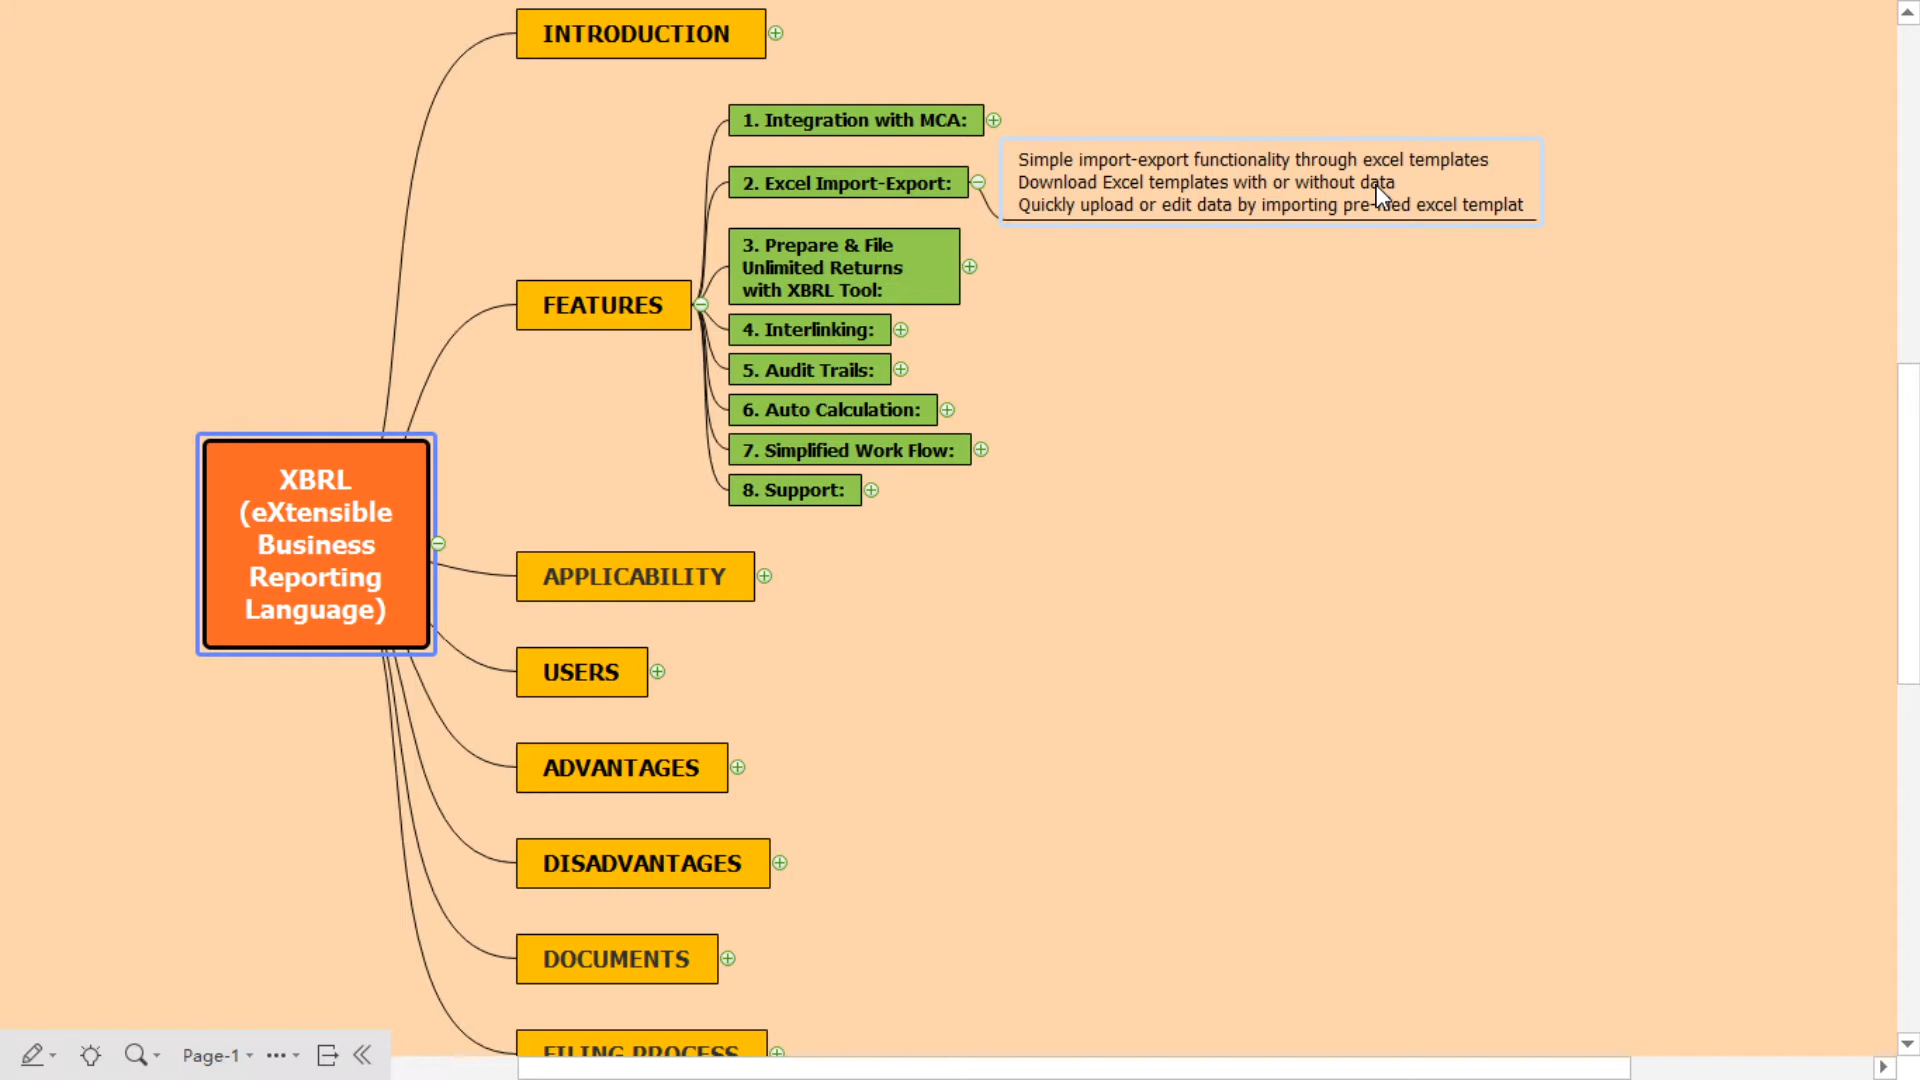 INTRODUCTION
1. Integration with MCA:
2. Excel Import-Export:
Simple import-export functionality through excel templates
Download Excel templates with or without data
Quickly upload or edit data by importing excel templat
3. Prepare & File
Unlimited Returns
with XBRL Tool:
FEATURES
4. Interlinking:
5. Audit Trails:
6. Auto Calculation:
7. Simplified Work Flow:
8. Support:
XBRL
(eXtensible
Business
Reporting
Language)
APPLICABILITY
USERS
ADVANTAGES
DISADVANTAGES
DOCUMENTS
FILING PROCESS
Page-1